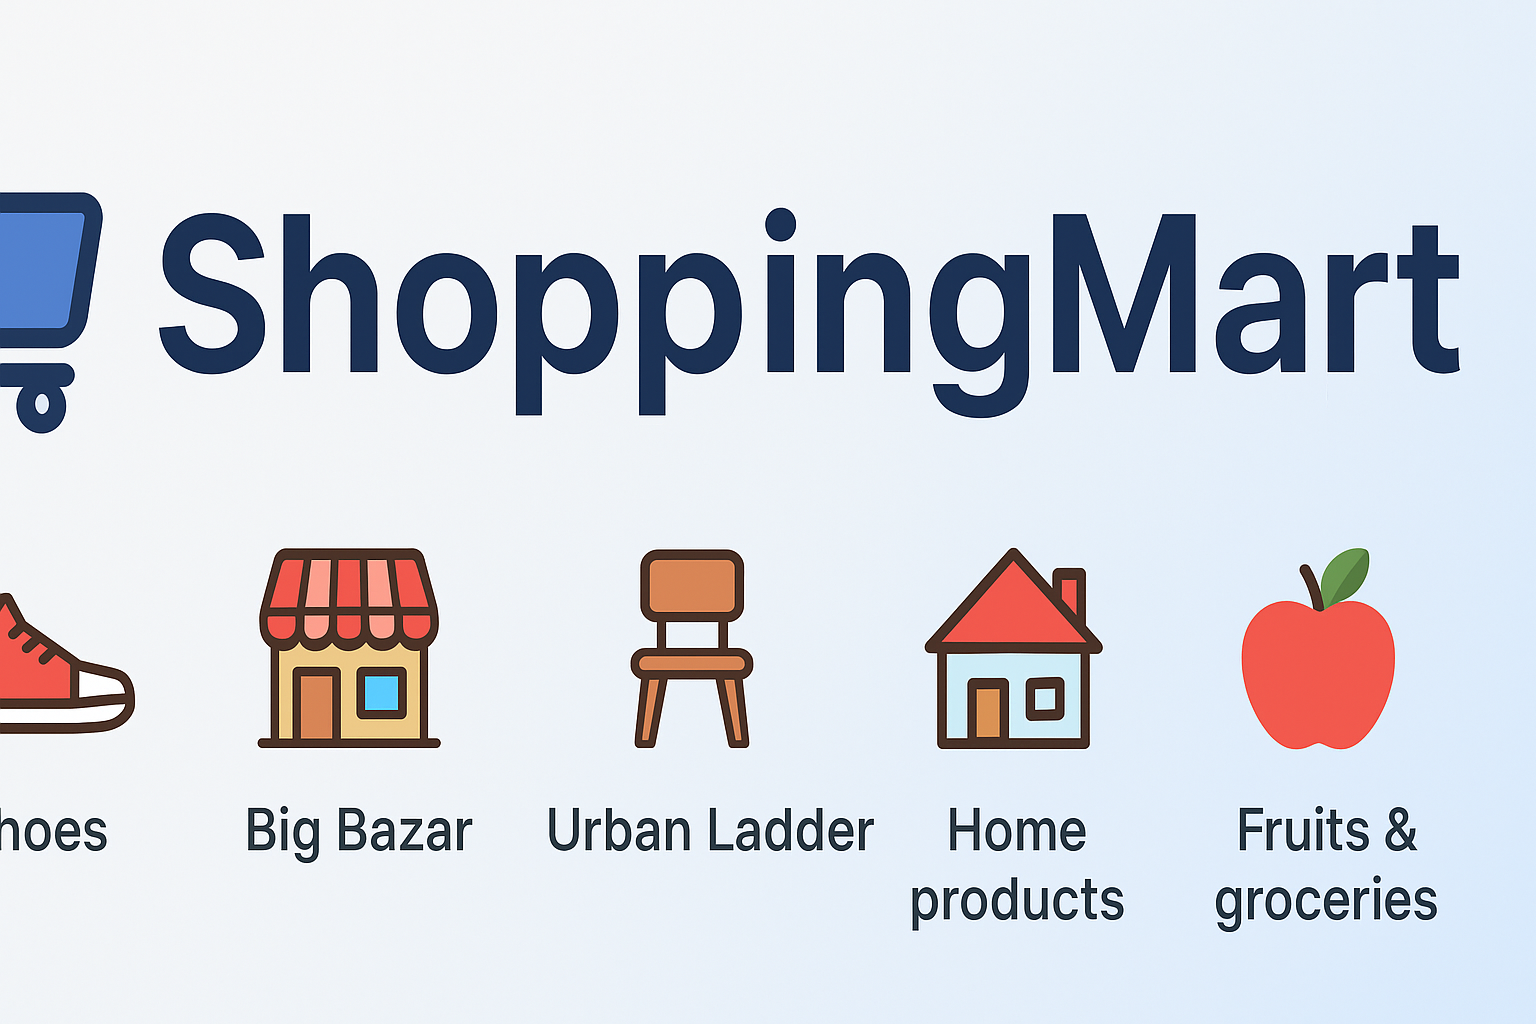 ShoppingMart
hoes
Big Bazar
Urban Ladder
Home
products
Fruits &
groceries